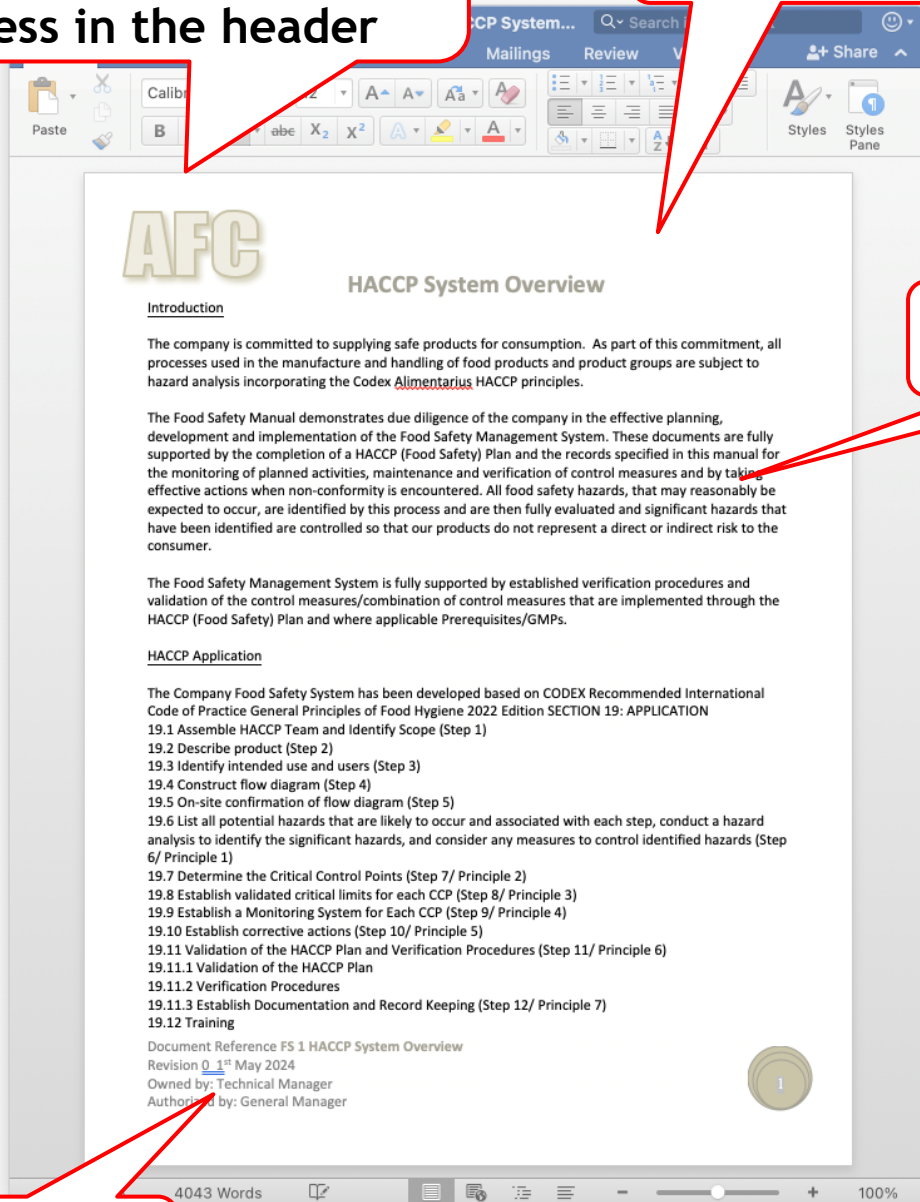 ess in the header
CCP System...
Search i
Mailings
Review
V
Share
Calibr
Paste
Styles
Styles
Pane
AFC
HACCP System Overview
Introduction
The company is committed to supplying safe products for consumption. As part of this commitment, all
processes used in the manufacture and handling of food products and product groups are subject to
hazard analysis incorporating the Codex Alimentarius HACCP principles.
The Food Safety Manual demonstrates due diligence of the company in the effective planning,
development and implementation of the Food Safety Management System. These documents are fully
supported by the completion of a HACCP (Food Safety) Plan and the records specified in this manual for
the monitoring of planned activities, maintenance and verification of control measures and by taking
effective actions when non-conformity is encountered. All food safety hazards, that may reasonably be
expected to occur, are identified by this process and are then fully evaluated and significant hazards that
have been identified are controlled so that our products do not represent a direct or indirect risk to the
consumer.
The Food Safety Management System is fully supported by established verification procedures and
validation of the control measures/combination of control measures that are implemented through the
HACCP (Food Safety) Plan and where applicable Prerequisites/GMPs.
HACCP Application
The Company Food Safety System has been developed based on CODEX Recommended International
Code of Practice General Principles of Food Hygiene 2022 Edition SECTION 19: APPLICATION
19.1 Assemble HACCP Team and Identify Scope (Step 1)
19.2 Describe product (Step 2)
19.3 Identify intended use and users (Step 3)
19.4 Construct flow diagram (Step 4)
19.5 On-site confirmation of flow diagram (Step 5)
19.6 List all potential hazards that are likely to occur and associated with each step, conduct a hazard
analysis to identify the significant hazards, and consider any measures to control identified hazards (Step
6/ Principle 1)
19.7 Determine the Critical Control Points (Step 7/ Principle 2)
19.8 Establish validated critical limits for each CCP (Step 8/ Principle 3)
19.9 Establish a Monitoring System for Each CCP (Step 9/ Principle 4)
19.10 Establish corrective actions (Step 10/ Principle 5)
19.11 Validation of the HACCP Plan and Verification Procedures (Step 11/ Principle 6)
19.11.1 Validation of the HACCP Plan
19.11.2 Verification Procedures
19.11.3 Establish Documentation and Record Keeping (Step 12/ Principle 7)
19.12 Training
Document Reference FS 1 HACCP System Overview
Revision 0 1st May 2024
Owned by: Technical Manager
Authorized by: General Manager
1
4043 Words
100%